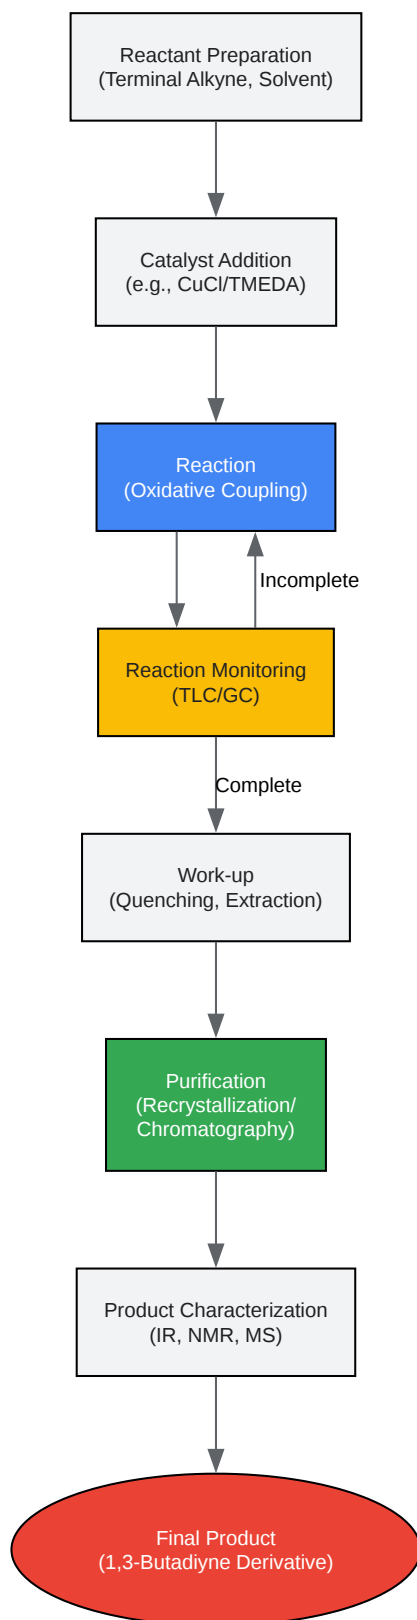 Reactant Preparation
(Terminal Alkyne, Solvent)
Catalyst Addition
(e.g., CuCl/TMEDA)
Reaction
(Oxidative Coupling)
Incomplete
Reaction Monitoring
(TLC/GC)
Complete
Work-up
(Quenching, Extraction)
Purification
(Recrystallization/
Chromatography)
Product Characterization
(IR, NMR, MS)
Final Product
(1,3-Butadiyne Derivative)